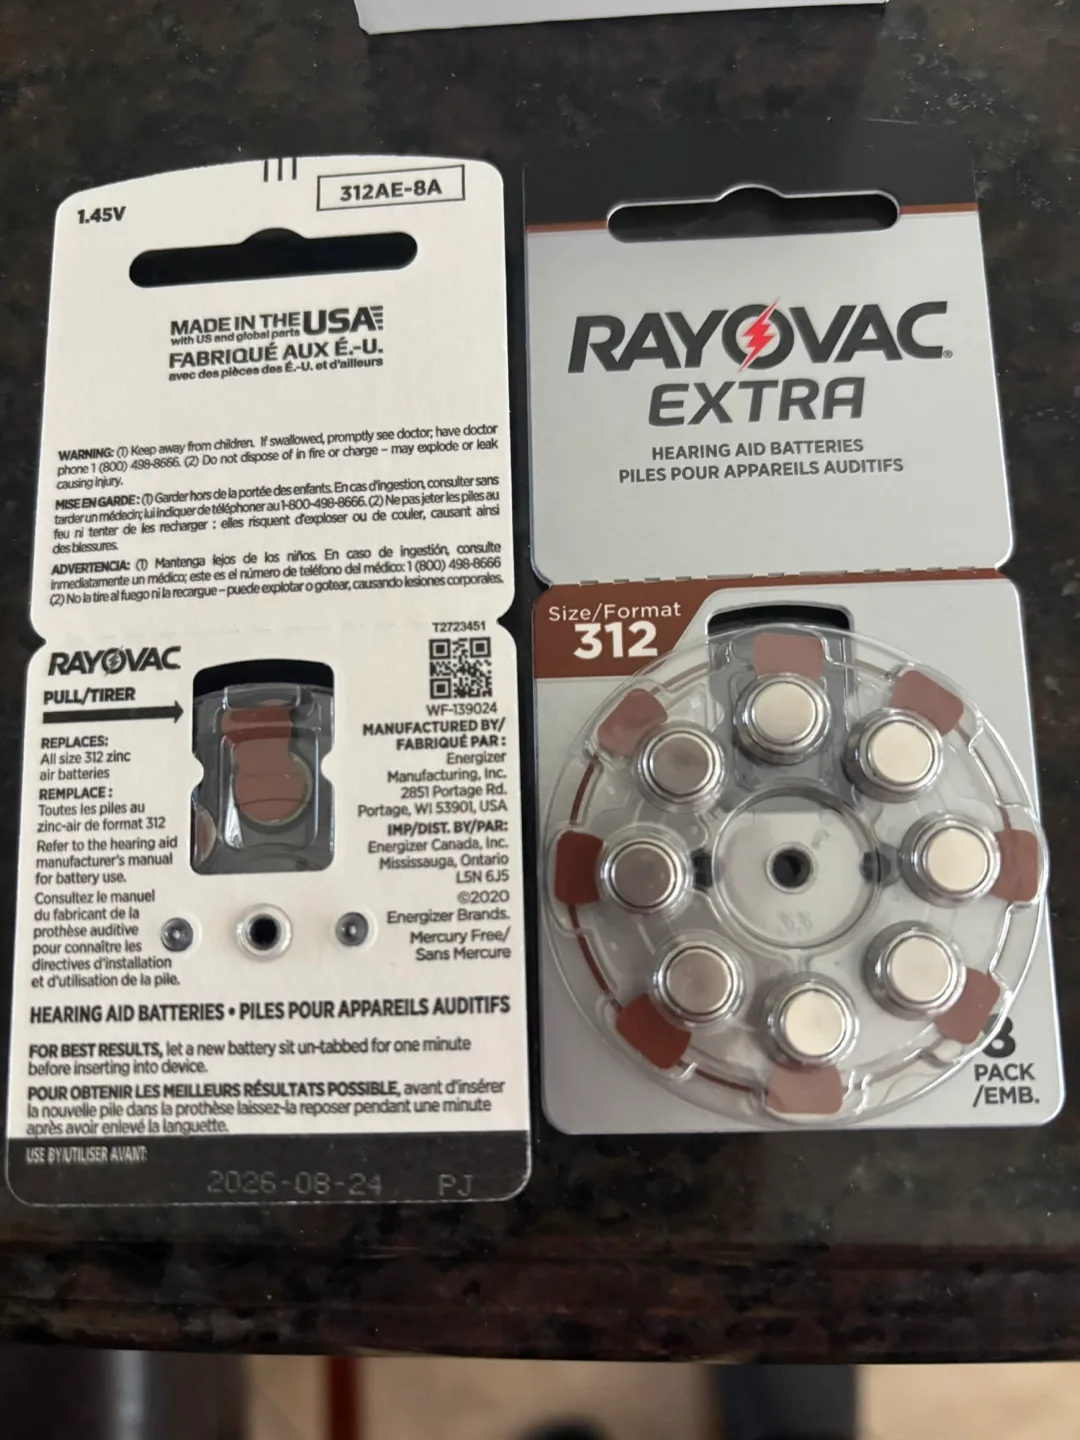 1.45V
312AE-8A
MADE IN THE USA
with US and global parts
FABRIQUÉ AUX É.-U.
avec des pièces des É.-U. et d'ailleurs
WARNING: (1) Keep away from children. If swallowed, promptly see doctor; have doctor
phone 1 (800) 498-8666. (2) Do not dispose of in fire or charge – may explode or leak
causing injury.
MISE EN GARDE : (1) Garder hors de la portée des enfants. En cas d'ingestion, consulter sans
tarder un médecin; lui indiquer de téléphoner au 1-800-498-8666. (2) Ne pas jeter les piles au
feu ni tenter de les recharger : elles risquent d'exploser ou de couler, causant ainsi
des blessures.
ADVERTENCIA: (1) Mantenga lejos de los niños. En caso de ingestión, consulte
inmediatamente un médico; este es el número de teléfono del médico: 1 (800) 498-8666
(2) No la tire al fuego ni la recargue – puede explotar o gotear, causando lesiones corporales.
RAYOVAC
PULL/TIRER
REPLACES:
All size 312 zinc
air batteries
REMPLACE :
Toutes les piles au
zinc-air de format 312
Refer to the hearing aid
manufacturer's manual
for battery use.
Consultez le manuel
du fabricant de la
prothèse auditive
pour connaître les
directives d'installation
et d'utilisation de la pile.
T2723451
WF-139024
MANUFACTURED BY/
FABRIQUÉ PAR :
Energizer
Manufacturing, Inc.
2851 Portage Rd.
Portage, WI 53901, USA
IMP/DIST. BY/PAR:
Energizer Canada, Inc.
Mississauga, Ontario
L5N 6J5
©2020
Energizer Brands.
Mercury Free/
Sans Mercure
HEARING AID BATTERIES • PILES POUR APPAREILS AUDITIFS
FOR BEST RESULTS, let a new battery sit un-tabbed for one minute
before inserting into device.
POUR OBTENIR LES MEILLEURS RÉSULTATS POSSIBLE, avant d'insérer
la nouvelle pile dans la prothèse laissez-la reposer pendant une minute
après avoir enlevé la languette.
USE BY/UTILISER AVANT:
2026-08-24 PJ
RAYOVAC®
EXTRA
HEARING AID BATTERIES
PILES POUR APPAREILS AUDITIFS
Size/Format
312
8
PACK
/EMB.